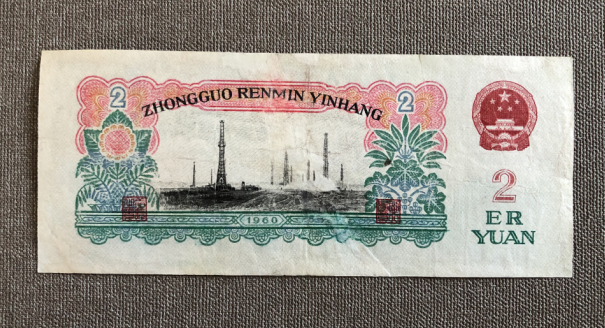 ZHONGGUO RENMIN YINHANG
2
2
2
ER
YUAN
1960